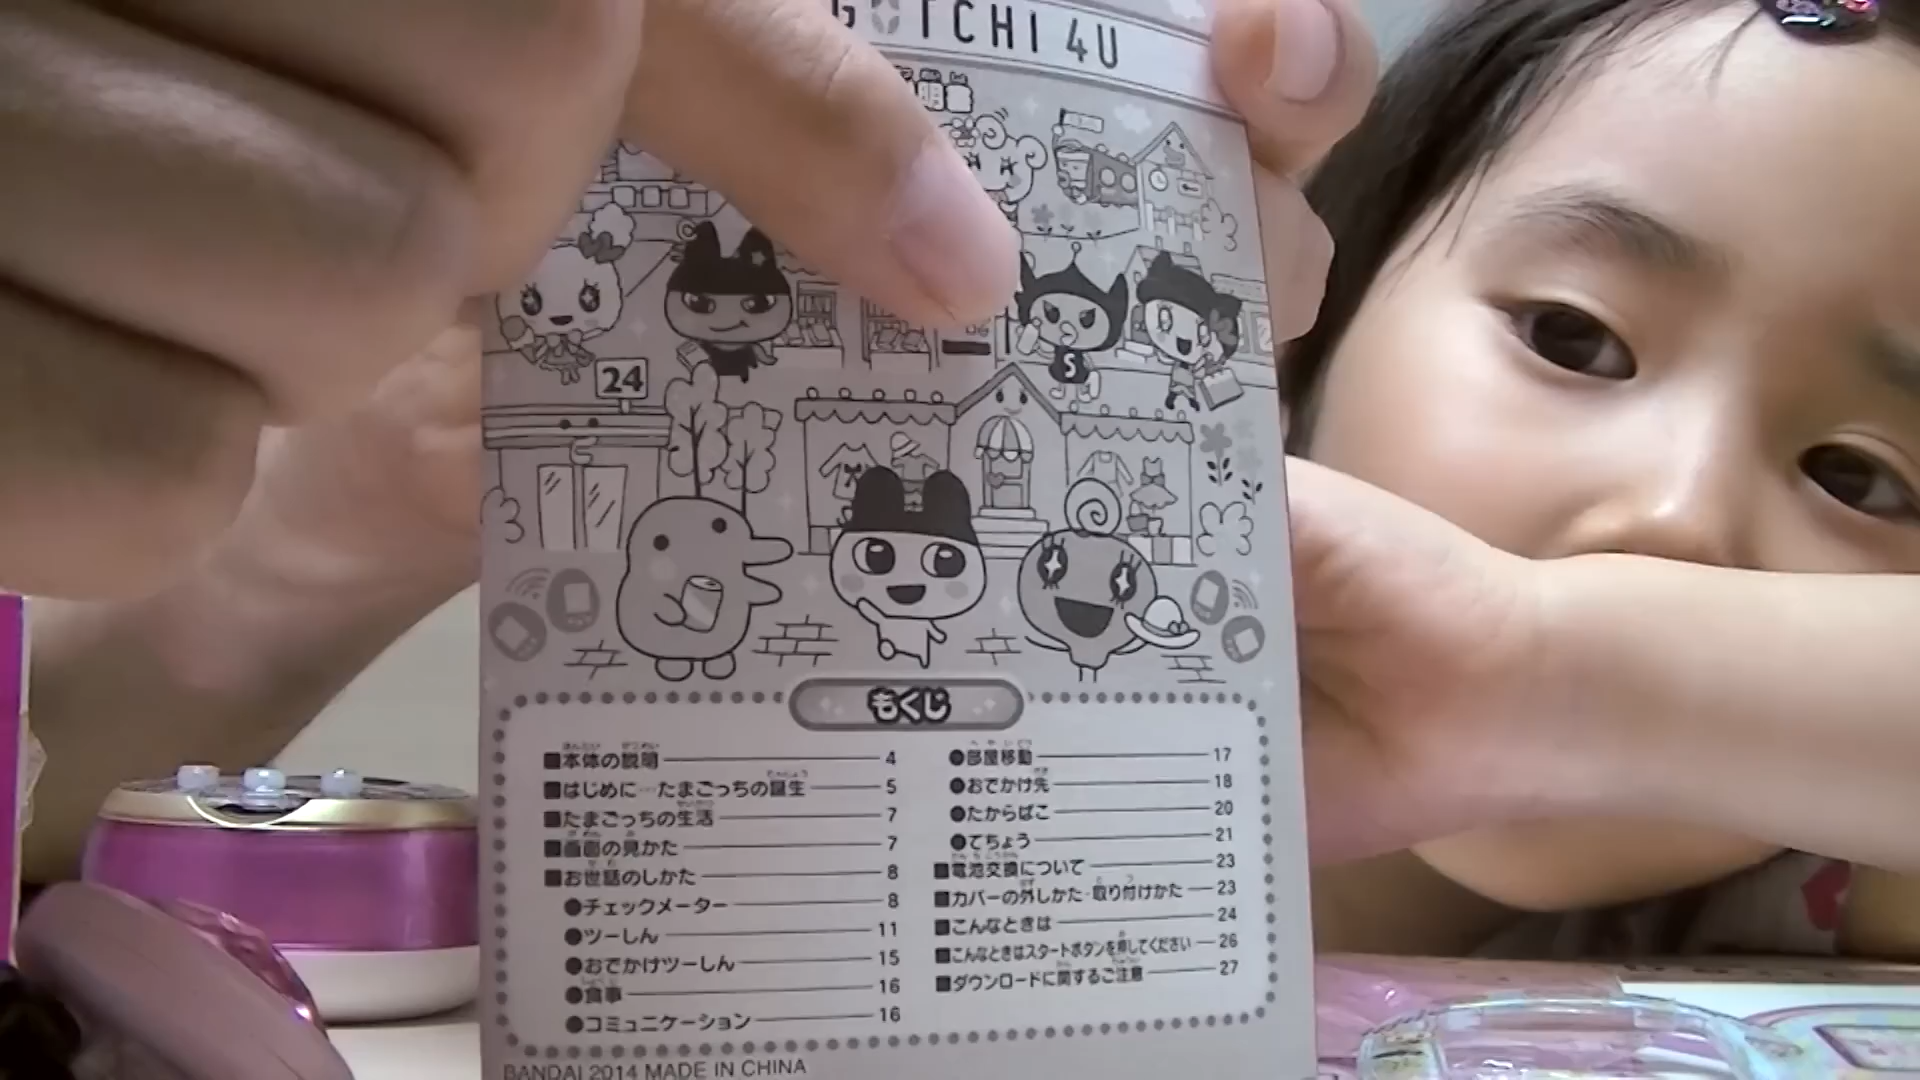 TCHI 4U
明書
24
S
もくじ
■本体の説明 4
■はじめに…たまごっちの誕生 5
■たまごっちの生活 7
■画面の見かた 7
■お世話のしかた 8
●チェックメーター 8
●ツーしん 11
●おでかけツーしん 15
●食事 16
●コミュニケーション 16
●部屋移動 17
●おでかけ先 18
●たからばこ 20
●てちょう 21
■電池交換について 23
■カバーの外しかた・取り付けかた 23
■こんなときは 24
■こんなときはスタートボタンを押してください 26
■ダウンロードに関するご注意 27
BANDAI 2014 MADE IN CHINA